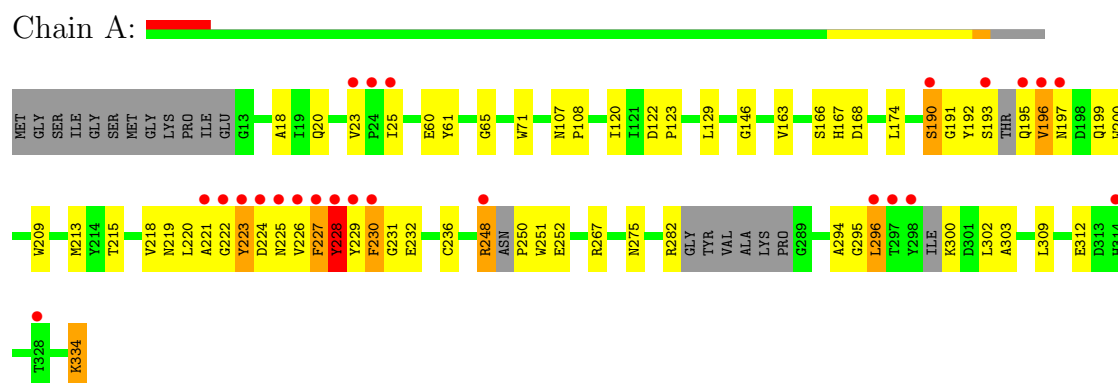 Chain A:
MET GLY SER ILE GLY SER MET GLY LYS PRO ILE GLU G13 A18 I19 Q20 V23 P24 I25 E60 Y61 G65 W71 N107 P108 I120 I121 D122 P123 L129 G146 V163 S166 H167 D168 L174 S190 G191 Y192 S193 THR Q195 V196 N197 D198 Q199 W200
W209 M213 Y214 T215 V218 N219 L220 A221 G222 Y223 D224 N225 V226 F227 Y228 Y229 F230 G231 E232 C236 R248 ASN P250 W251 E252 R267 N275 R282 GLY TYR VAL ALA LYS PRO G289 A294 G295 L296 T297 Y298 ILE K300 D301 L302 A303 L309 E312 D313 H314
T328 K334